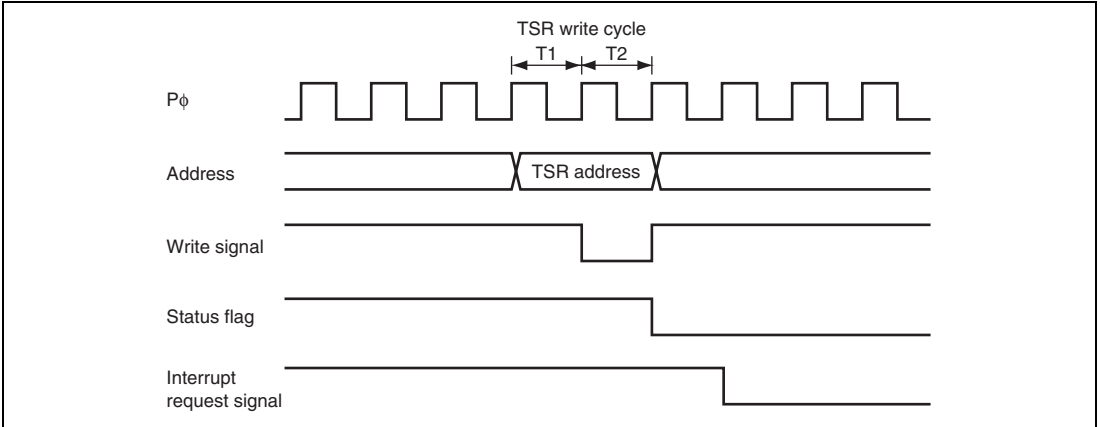 TSR write cycle
T1 T2
Pϕ
Address
TSR address
Write signal
Status flag
Interrupt
request signal